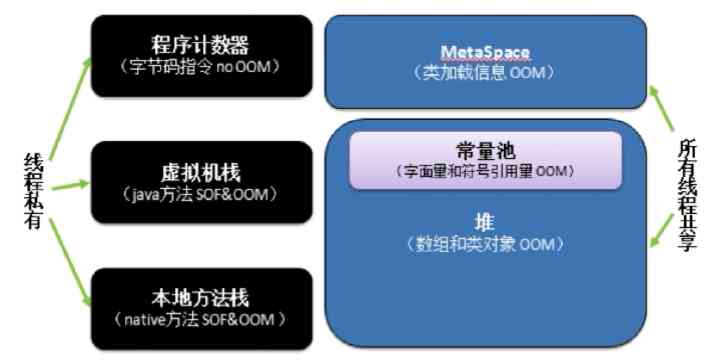 线程私有
程序计数器
（字节码指令 no OOM）
虚拟机栈
（java方法 SOF&OOM）
本地方法栈
（native方法 SOF&OOM ）
MetaSpace
（类加载信息 OOM）
常量池
（字面量和符号引用量 OOM）
堆
（数组和类对象 OOM）
所有线程共享